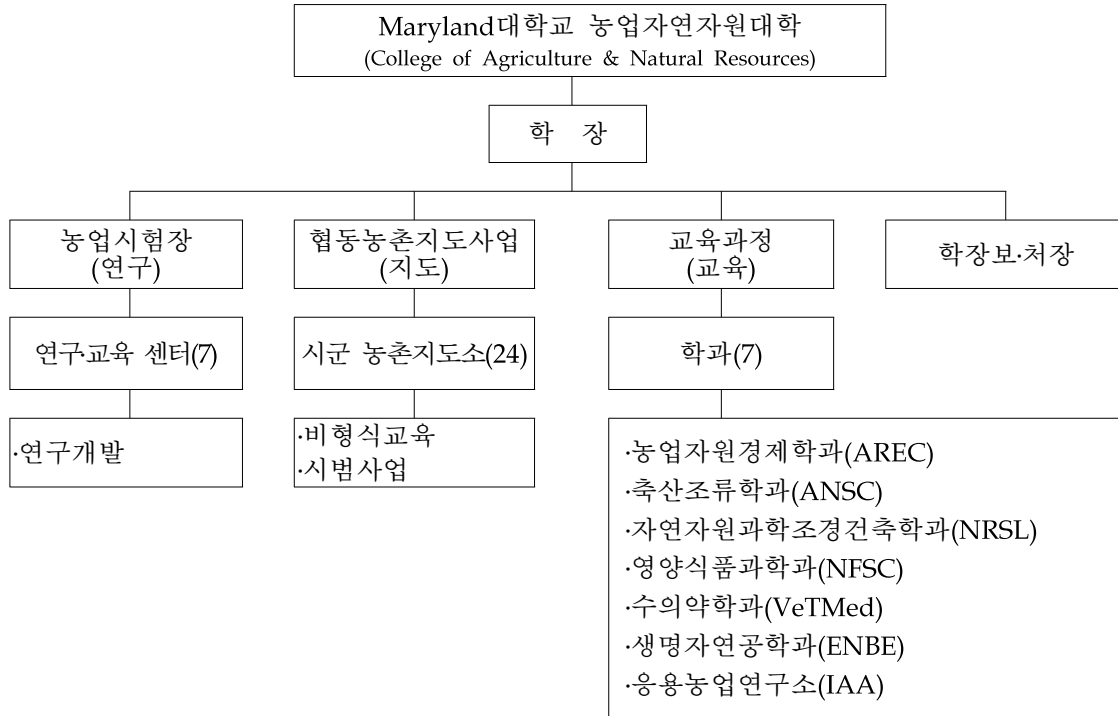 Maryland대학교 농업자연자원대학
(College of Agriculture & Natural Resources)
학 장
농업시험장
(연구)
협동농촌지도사업
(지도)
교육과정
(교육)
학장보·처장
연구·교육 센터(7)
시군 농촌지도소(24)
학과(7)
·연구개발
·비형식교육
·시범사업
·농업자원경제학과(AREC)
·축산조류학과(ANSC)
·자연자원과학조경건축학과(NRSL)
·영양식품과학과(NFSC)
·수의약학과(VeTMed)
·생명자연공학과(ENBE)
·응용농업연구소(IAA)